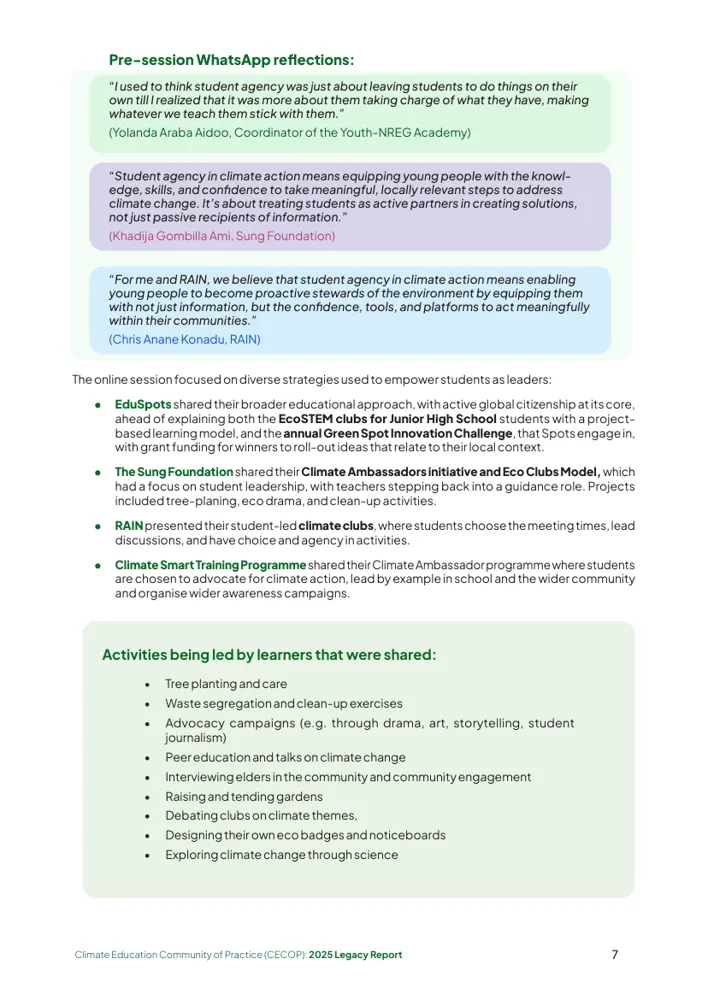 Pre-session WhatsApp reflections:
“I used to think student agency was just about leaving students to do things on their
own till I realized that it was more about them taking charge of what they have, making
whatever we teach them stick with them.”
(Yolanda Araba Aidoo, Coordinator of the Youth-NREG Academy)
“Student agency in climate action means equipping young people with the knowl-
edge, skills, and confidence to take meaningful, locally relevant steps to address
climate change. It’s about treating students as active partners in creating solutions,
not just passive recipients of information.”
(Khadija Gombilla Ami, Sung Foundation)
“For me and RAIN, we believe that student agency in climate action means enabling
young people to become proactive stewards of the environment by equipping them
with not just information, but the confidence, tools, and platforms to act meaningfully
within their communities.”
(Chris Anane Konadu, RAIN)
The online session focused on diverse strategies used to empower students as leaders:
• EduSpots shared their broader educational approach, with active global citizenship at its core,
ahead of explaining both the EcoSTEM clubs for Junior High School students with a project-
based learning model, and the annual Green Spot Innovation Challenge, that Spots engage in,
with grant funding for winners to roll-out ideas that relate to their local context.
• The Sung Foundation shared their Climate Ambassadors initiative and Eco Clubs Model, which
had a focus on student leadership, with teachers stepping back into a guidance role. Projects
included tree-planing, eco drama, and clean-up activities.
• RAIN presented their student-led climate clubs, where students choose the meeting times, lead
discussions, and have choice and agency in activities.
• Climate Smart Training Programme shared their Climate Ambassador programme where students
are chosen to advocate for climate action, lead by example in school and the wider community
and organise wider awareness campaigns.
Activities being led by learners that were shared:
• Tree planting and care
• Waste segregation and clean-up exercises
• Advocacy campaigns (e.g. through drama, art, storytelling, student
journalism)
• Peer education and talks on climate change
• Interviewing elders in the community and community engagement
• Raising and tending gardens
• Debating clubs on climate themes,
• Designing their own eco badges and noticeboards
• Exploring climate change through science
Climate Education Community of Practice (CECOP): 2025 Legacy Report
7